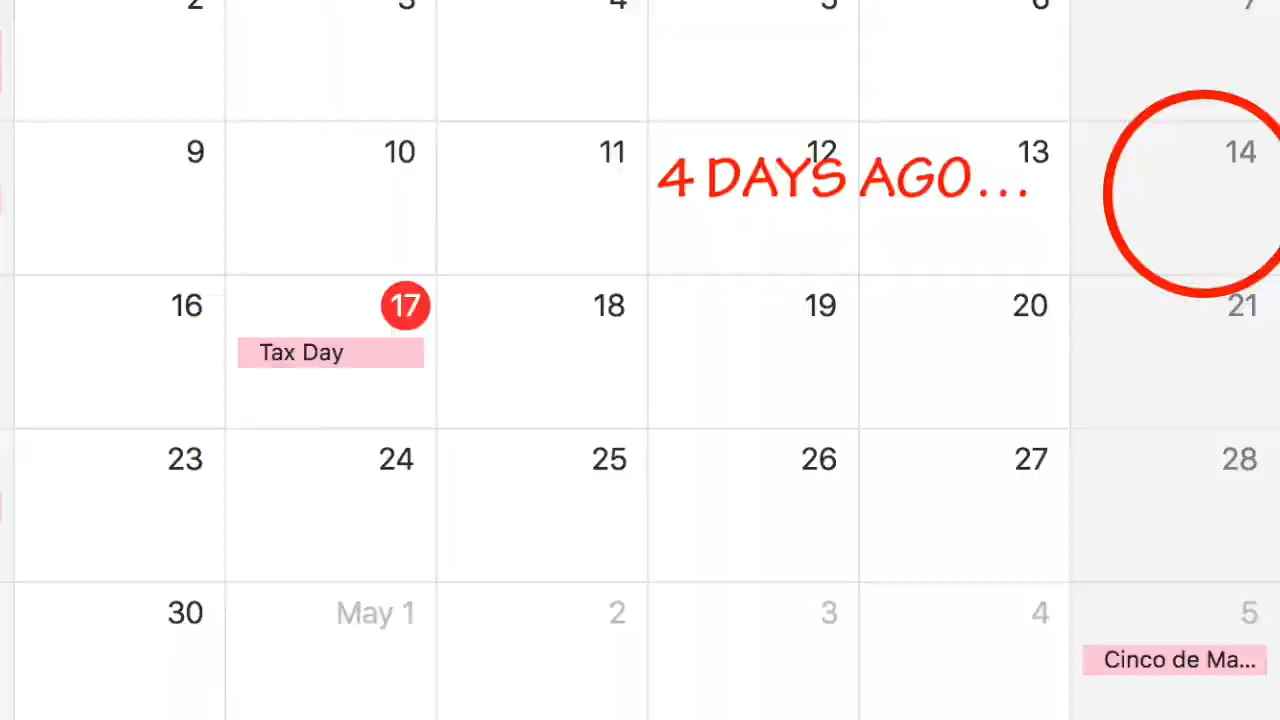 2 3 4 5 6 7
9 10 11 12 13 14
4 DAYS AGO...
16 17 18 19 20 21
Tax Day
23 24 25 26 27 28
30 May 1 2 3 4 5
Cinco de Ma...